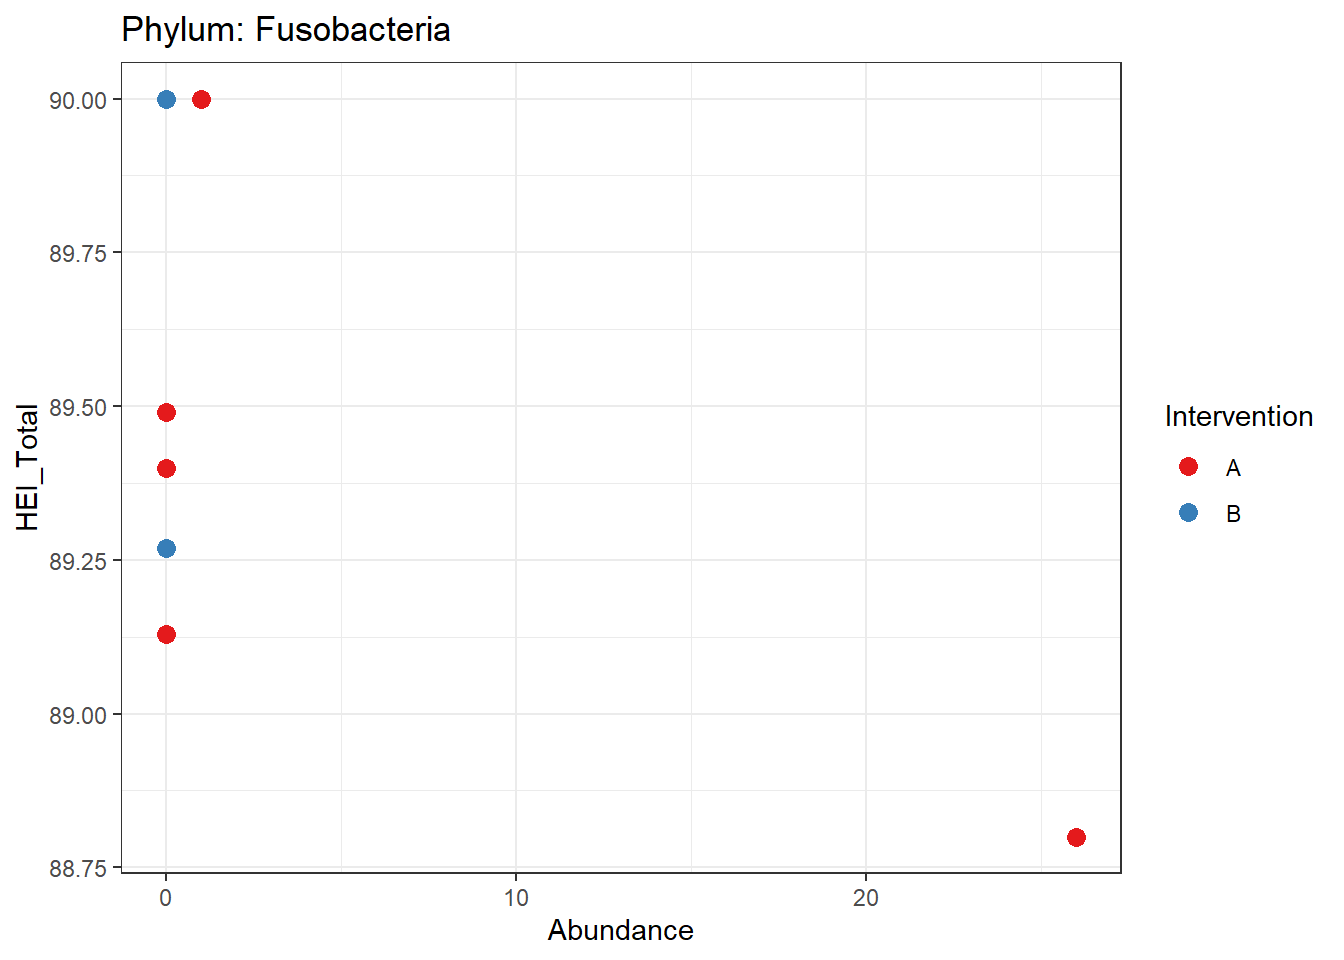 Phylum: Fusobacteria
90.00
89.75
89.50
89.25
89.00
88.75
HEI_Total
0
10
20
Abundance
Intervention
A
B